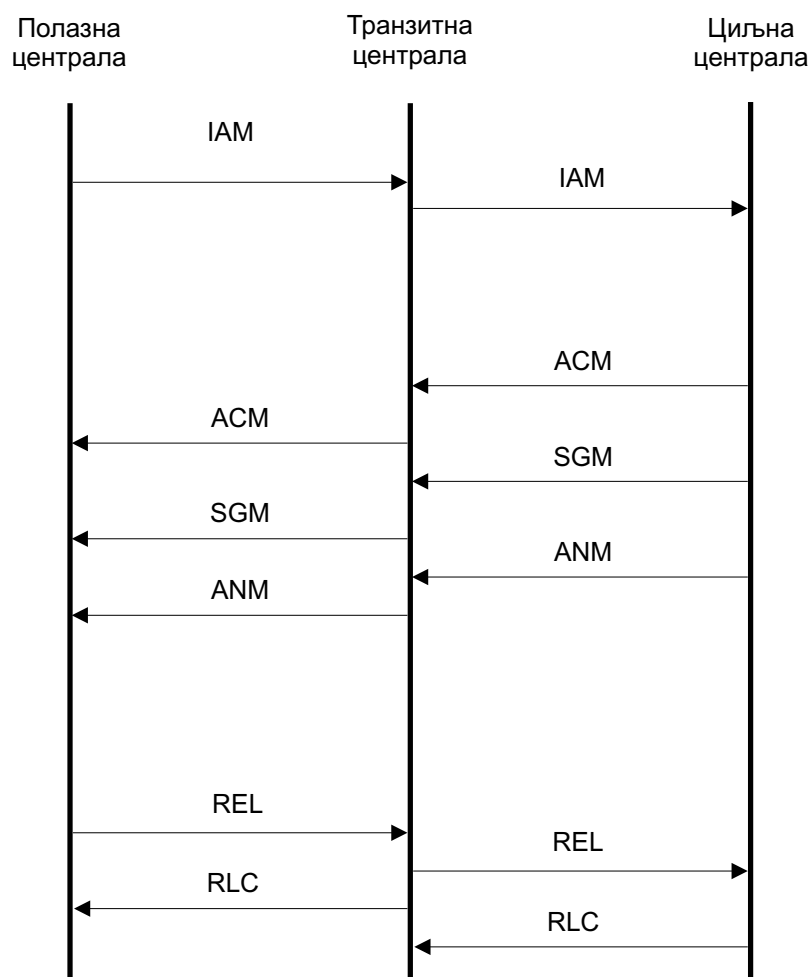 Полазна
централа
Транзитна
централа
Циљна
централа
IAM
IAM
ACM
ACM
SGM
SGM
ANM
ANM
REL
REL
RLC
RLC